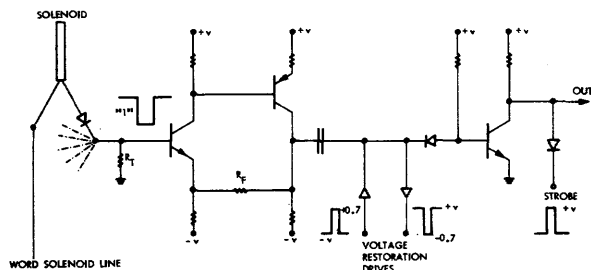 SOLENOID
+V
+V
+V
+V
"1"
R_T
R_F
OUT
-V
-V
+0.7
-V
+V
-0.7
STROBE
+V
WORD SOLENOID LINE
VOLTAGE
RESTORATION
DRIVES